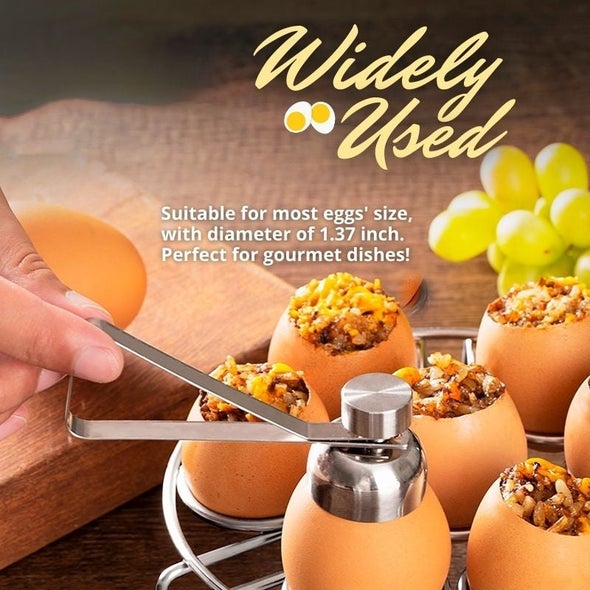 Widely
Used
Suitable for most eggs' size,
with diameter of 1.37 inch.
Perfect for gourmet dishes!